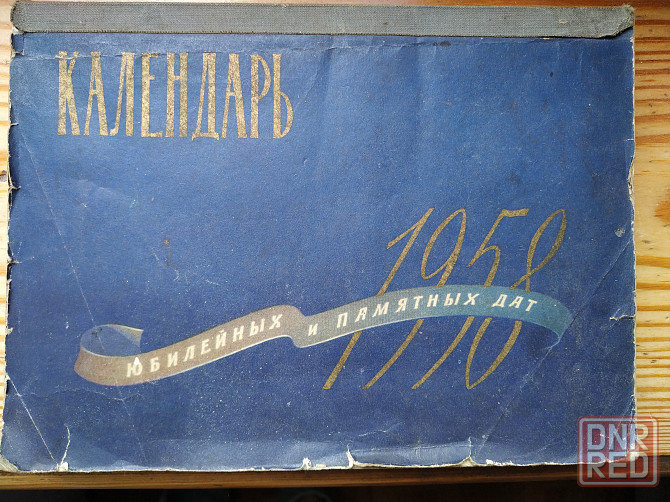 КАЛЕНДАРЬ
1958
ЮБИЛЕЙНЫХ И ПАМЯТНЫХ ДАТ
DNR
RED